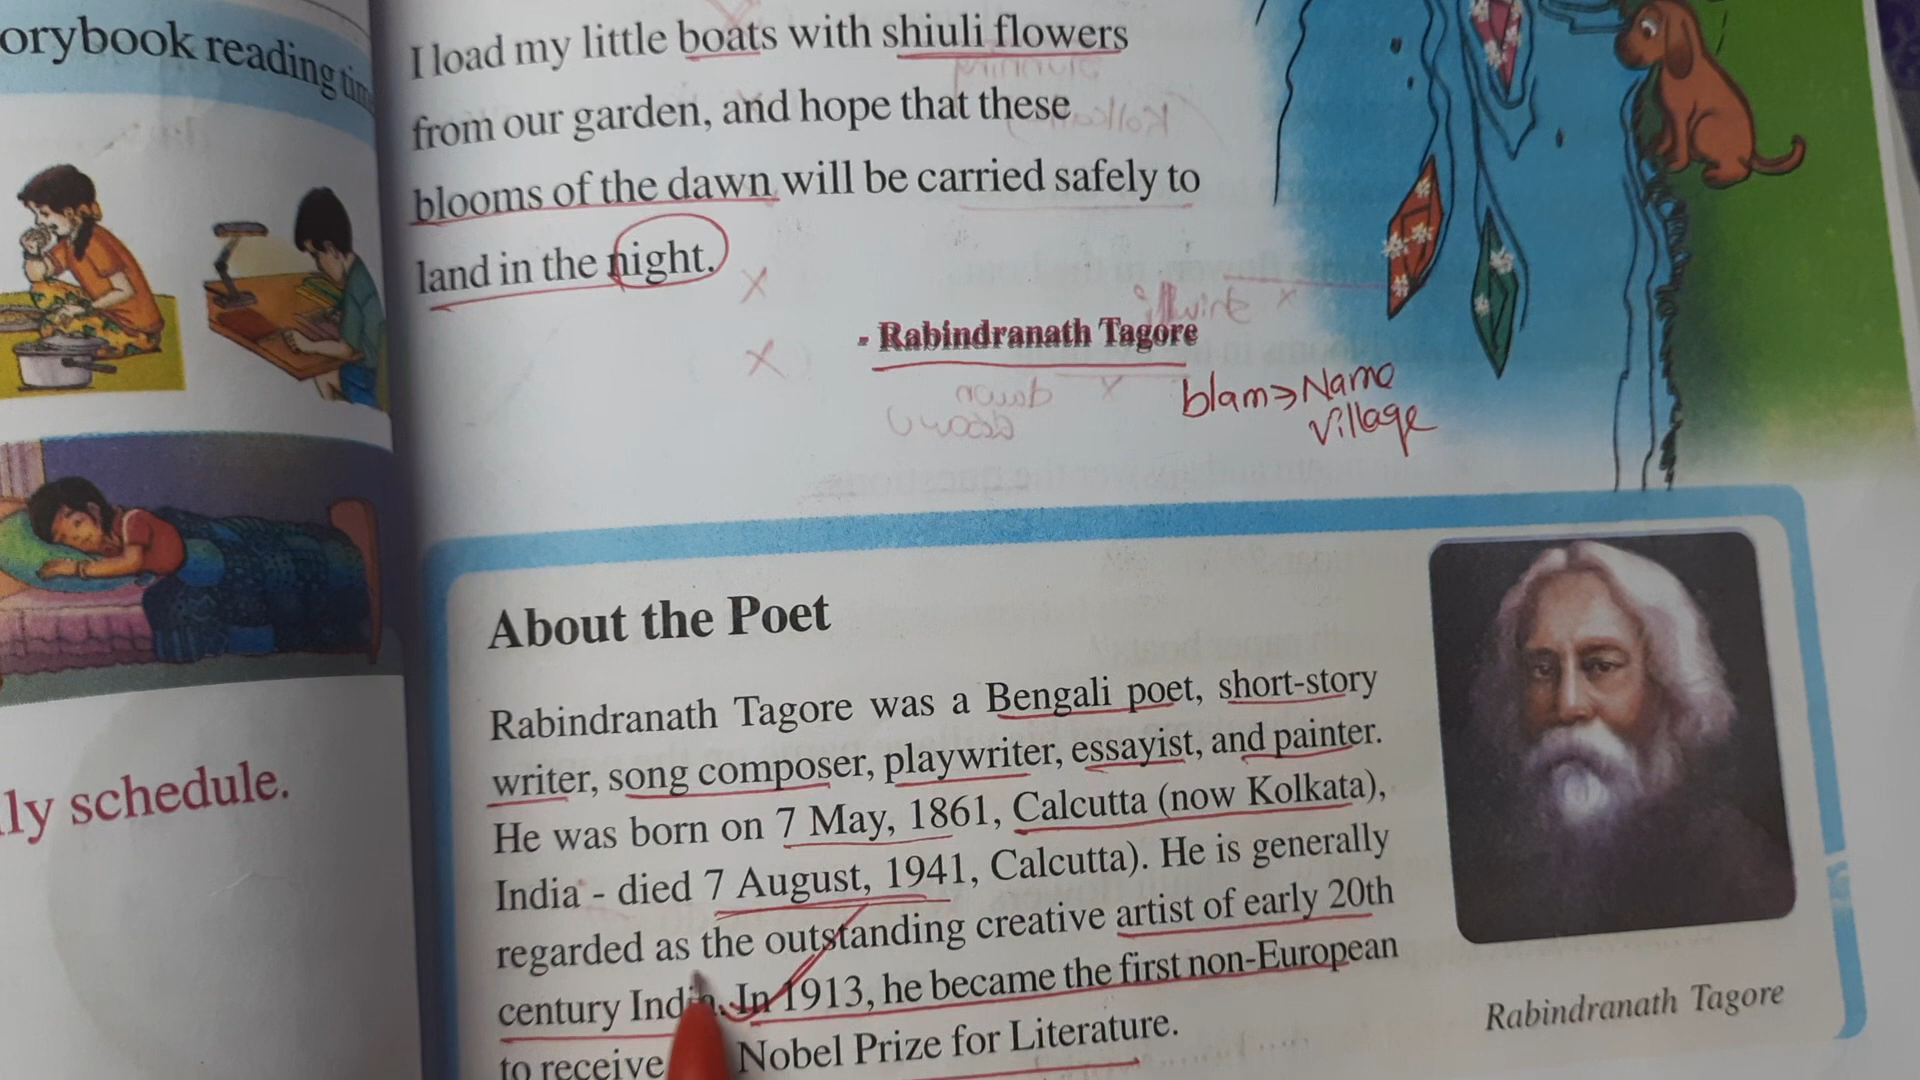 orybook reading
I load my little boats with shiuli flowers
from our garden, and hope that these
blooms of the dawn will be carried safely to
land in the night.
- Rabindranath Tagore
blam→Name
village
ly schedule.
About the Poet
Rabindranath Tagore was a Bengali poet, short-story
writer, song composer, playwriter, essayist, and painter.
He was born on 7 May, 1861, Calcutta (now Kolkata),
India - died 7 August, 1941, Calcutta). He is generally
regarded as the outstanding creative artist of early 20th
century India. In 1913, he became the first non-European
to receive Nobel Prize for Literature.
Rabindranath Tagore